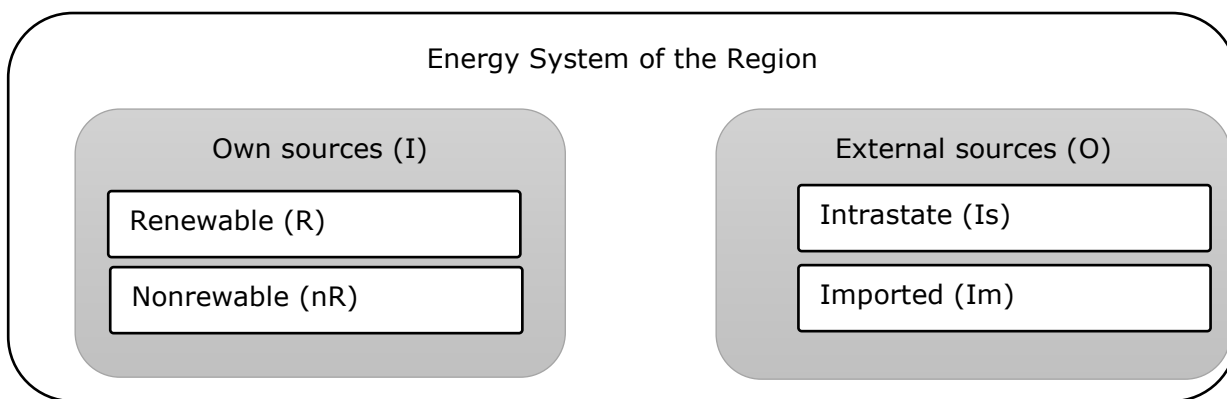 Energy System of the Region
Own sources (I)
Renewable (R)
Nonrewable (nR)
External sources (O)
Intrastate (Is)
Imported (Im)